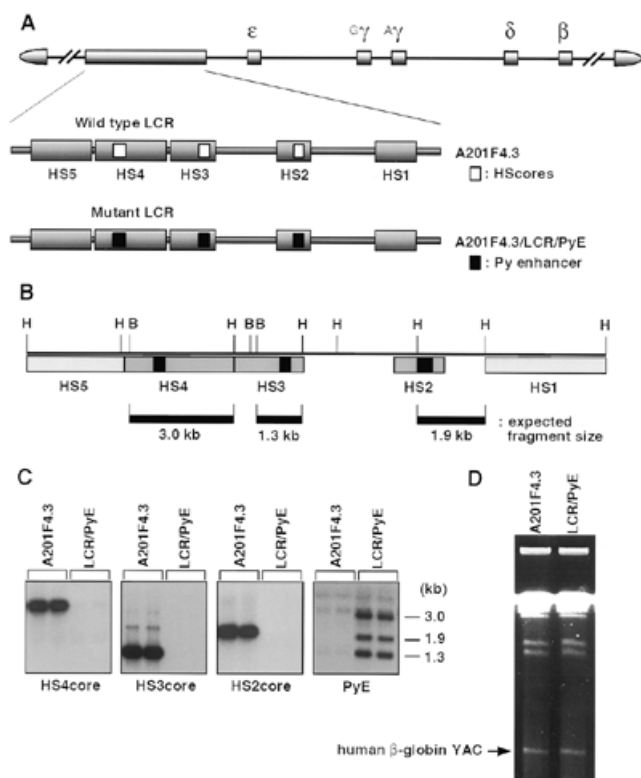 A
ε Gγ Aγ δ β
Wild type LCR
A201F4.3
HS5 HS4 HS3 HS2 HS1
: HScores
Mutant LCR
A201F4.3/LCR/PyE
: Py enhancer
B
H H B H B B H H H H H
HS5 HS4 HS3 HS2 HS1
3.0 kb 1.3 kb 1.9 kb : expected
fragment size
C
A201F4.3 LCR/PyE A201F4.3 LCR/PyE A201F4.3 LCR/PyE A201F4.3 LCR/PyE
(kb)
3.0
1.9
1.3
HS4core HS3core HS2core PyE
D
A201F4.3 LCR/PyE
human β-globin YAC